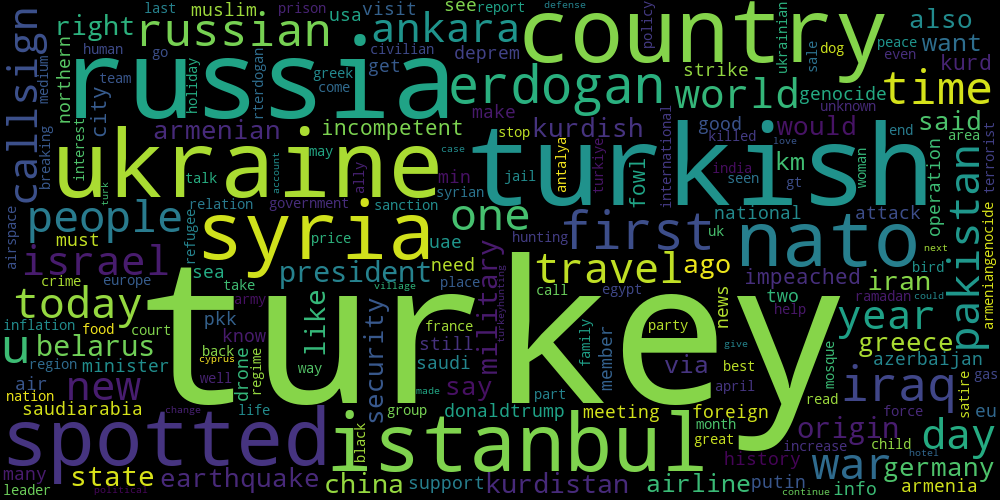 last muslim prison usa visit see report defense
right russian ankara country policy ukrainian also
callsign medium northern human go holiday greek civilian deprem peace want
russia team rterdogan come get strike sale dog even kurd
city erdogan world genocide time
interest breaking armenian incompetent make kurdish good killed would unknown said
ukraine turkish stop antalya turkiye international india love end area terrorist
talk account may case ally min jail km seen gt woman operation
turk syrian fowl
people relation government sanction one first national attack pakistan
airspace refugee syria price uae hunting uk nato next armeniangenocide
must israel sea president need place travel ago impeached bird iran
crime europe take village military turkeyhunting egypt call news two ramadan could
today turkey army like france party help year
inflation food court pkk know security still family member via mosque greece
u belarus minister cyprus back drone regime way saudi give best azerbaijan
region well say made april read iraq gas
new air nation change life group part month force satire eu
saudiarabia donaldtrump meeting foreign origin day
spotted black istanbul great increase child
many state earthquake support kurdistan airline history war germany
leader political china putin continue hotel info armenia